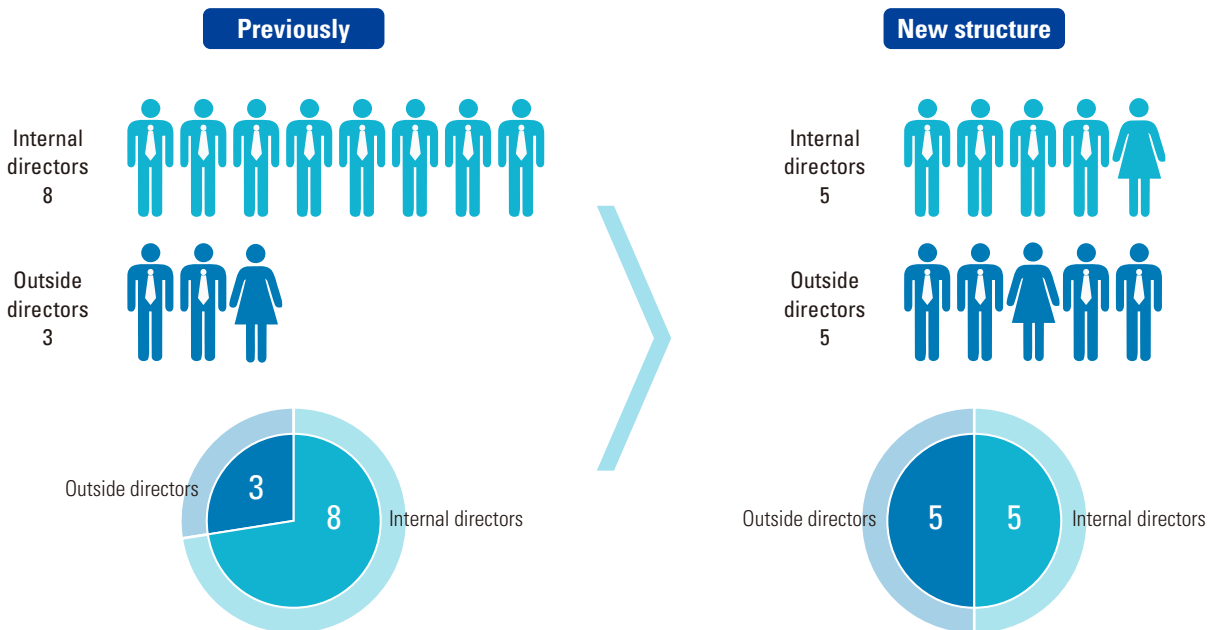 Previously
New structure
Internal
directors
8
Internal
directors
5
Outside
directors
3
Outside
directors
5
Outside directors
3
8
Internal directors
Outside directors
5
5
Internal directors